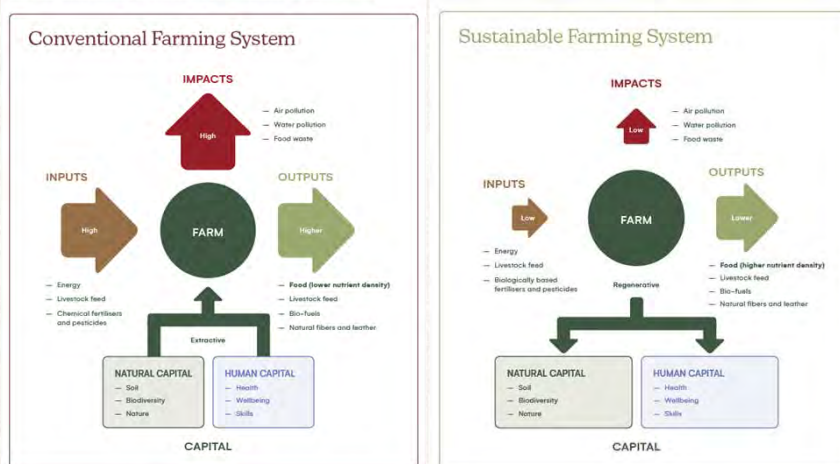 Conventional Farming System
IMPACTS
High
— Air pollution
— Water pollution
— Food waste
INPUTS
High
— Energy
— Livestock feed
— Chemical fertilisers
and pesticides
FARM
OUTPUTS
Higher
— Food (lower nutrient density)
— Livestock feed
— Bio-fuels
— Natural fibers and leather
Extractive
NATURAL CAPITAL
— Soil
— Biodiversity
— Nature
HUMAN CAPITAL
— Health
— Wellbeing
— Skills
CAPITAL
Sustainable Farming System
IMPACTS
Low
— Air pollution
— Water pollution
— Food waste
INPUTS
Low
— Energy
— Livestock feed
— Biologically based
fertilisers and pesticides
FARM
OUTPUTS
Lower
— Food (higher nutrient density)
— Livestock feed
— Bio-fuels
— Natural fibers and leather
Regenerative
NATURAL CAPITAL
— Soil
— Biodiversity
— Nature
HUMAN CAPITAL
— Health
— Wellbeing
— Skills
CAPITAL